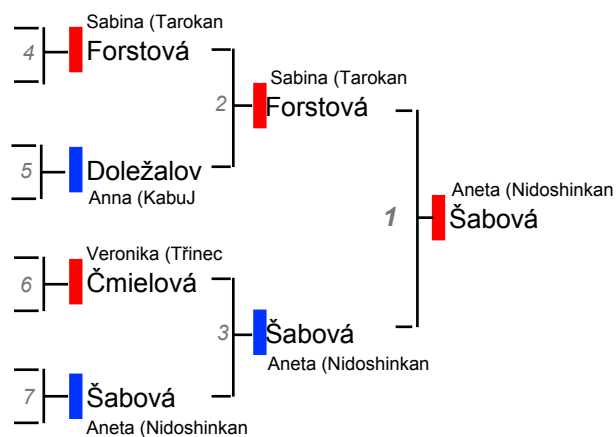 Sabina (Tarokan
4
Forstová
Sabina (Tarokan
2
Forstová
5
Doležalov
Anna (KabuJ
Aneta (Nidoshinkan
1
Šabová
Veronika (Třinec
6
Čmielová
3
Šabová
Aneta (Nidoshinkan
7
Šabová
Aneta (Nidoshinkan